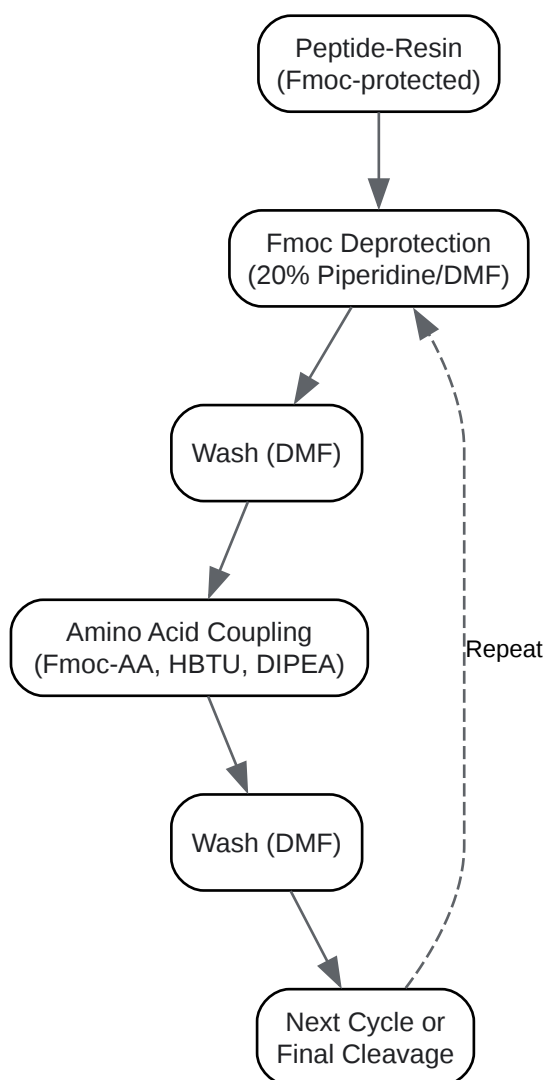 Peptide-Resin
(Fmoc-protected)
Fmoc Deprotection
(20% Piperidine/DMF)
Wash (DMF)
Amino Acid Coupling
(Fmoc-AA, HBTU, DIPEA)
Repeat
Wash (DMF)
Next Cycle or
Final Cleavage